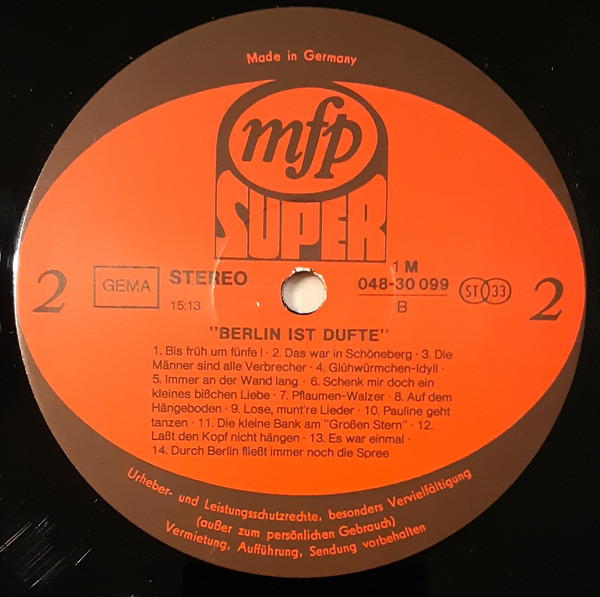 Made in Germany
mfp
SUPER
2
GEMA
STEREO
15:13
1 M
048-30 099
B
ST 33
2
"BERLIN IST DUFTE"
1. Bis früh um fünfe! · 2. Das war in Schöneberg · 3. Die
Männer sind alle Verbrecher · 4. Glühwürmchen-Idyll ·
5. Immer an der Wand lang · 6. Schenk mir doch ein
kleines bißchen Liebe · 7. Pflaumen-Walzer · 8. Auf dem
Hängeboden · 9. Lose, munt're Lieder · 10. Pauline geht
tanzen · 11. Die kleine Bank am "Großen Stern" · 12.
Laßt den Kopf nicht hängen · 13. Es war einmal ·
14. Durch Berlin fließt immer noch die Spree
Urheber- und Leistungsschutzrechte, besonders Vervielfältigung
(außer zum persönlichen Gebrauch)
Vermietung, Aufführung, Sendung vorbehalten